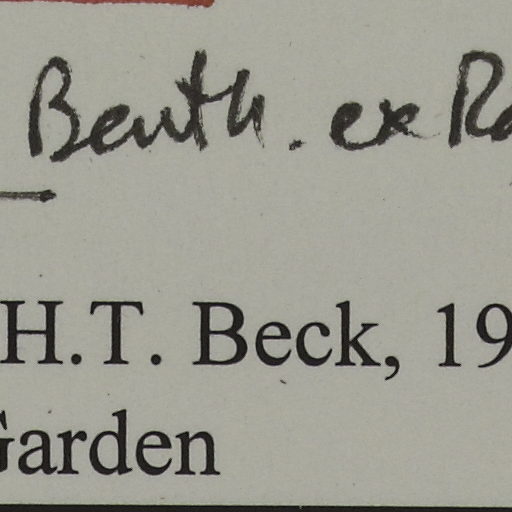 Benth. ex
H.T. Beck, 19
Garden